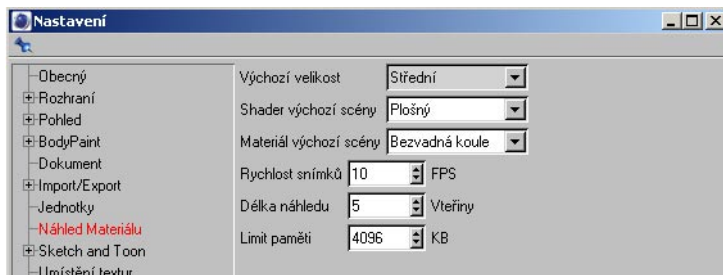 Nastavení
Obecný
Rozhraní
Pohled
BodyPaint
Dokument
Import/Export
Jednotky
Náhled Materiálu
Sketch and Toon
Umístění textur
Výchozí velikost Střední
Shader výchozí scény Plošný
Materiál výchozí scény Bezvadná koule
Rychlost snímků 10 FPS
Délka náhledu 5 Vteřiny
Limit paměti 4096 KB